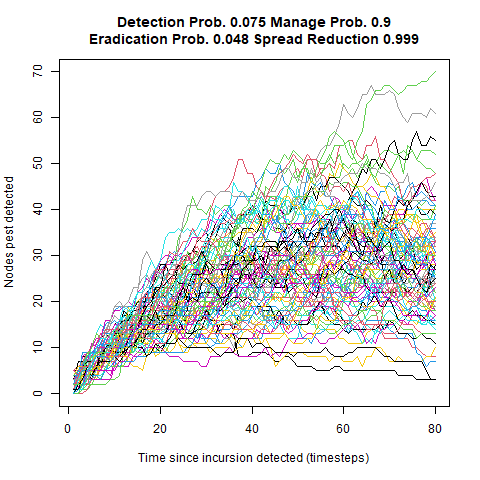 Detection Prob. 0.075 Manage Prob. 0.9
Eradication Prob. 0.048 Spread Reduction 0.999
Nodes pest detected
70
60
50
40
30
20
10
0
0 20 40 60 80
Time since incursion detected (timesteps)